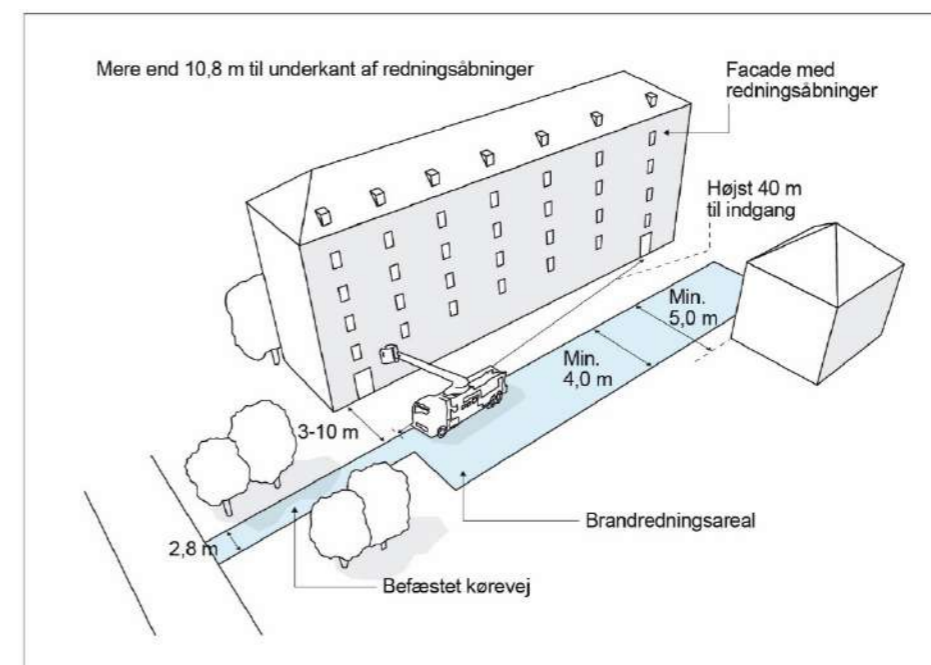 Mere end 10,8 m til underkant af redningsåbninger
Facade med
redningsåbninger
Højst 40 m
til indgang
Min.
5,0 m
Min.
4,0 m
3-10 m
Brandredningsareal
2,8 m
Befæstet kørevej